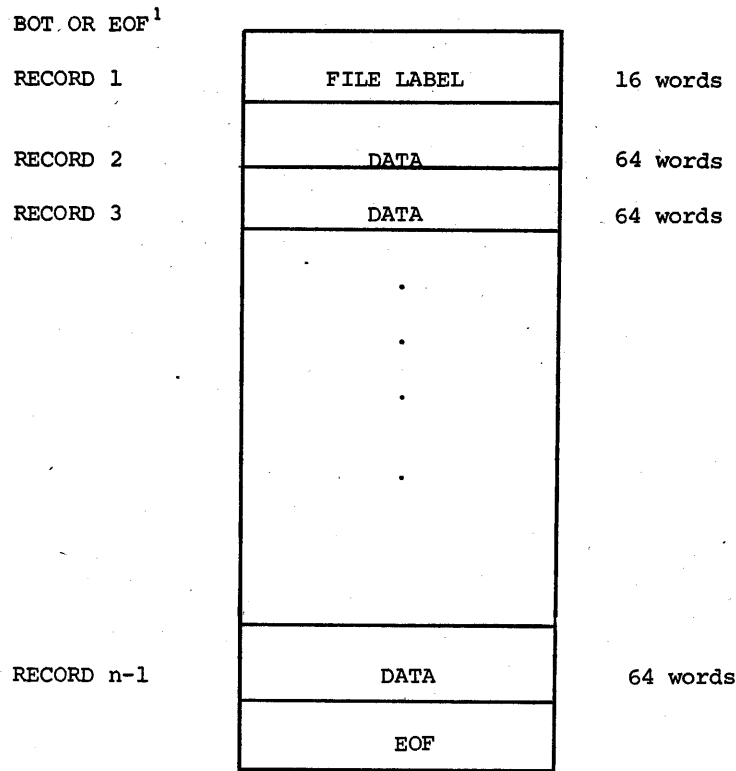 BOT OR EOF¹
RECORD 1 FILE LABEL 16 words
RECORD 2 DATA 64 words
RECORD 3 DATA 64 words
.
.
.
.
RECORD n-1 DATA 64 words
EOF